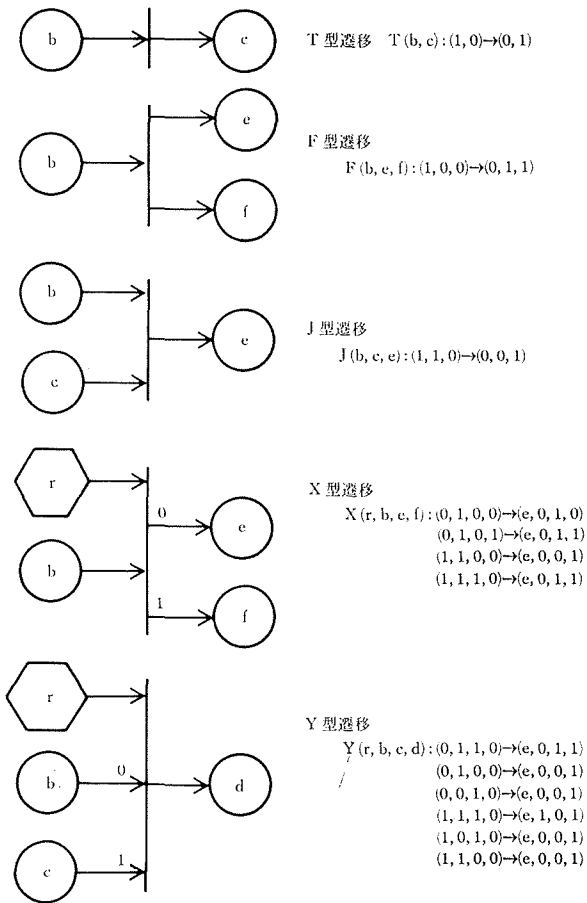 b
c
T 型遷移 T (b, c) : (1, 0)→(0, 1)
b
e
f
F 型遷移
F (b, e, f) : (1, 0, 0)→(0, 1, 1)
b
c
e
J 型遷移
J (b, c, e) : (1, 1, 0)→(0, 0, 1)
r
b
0
e
1
f
X 型遷移
X (r, b, e, f) : (0, 1, 0, 0)→(e, 0, 1, 0)
(0, 1, 0, 1)→(e, 0, 1, 1)
(1, 1, 0, 0)→(e, 0, 0, 1)
(1, 1, 1, 0)→(e, 0, 1, 1)
r
b
0
c
1
d
Y 型遷移
Y (r, b, c, d) : (0, 1, 1, 0)→(e, 0, 1, 1)
(0, 1, 0, 0)→(e, 0, 0, 1)
(0, 0, 1, 0)→(e, 0, 0, 1)
(1, 1, 1, 0)→(e, 1, 0, 1)
(1, 0, 1, 0)→(e, 0, 0, 1)
(1, 1, 0, 0)→(e, 0, 0, 1)